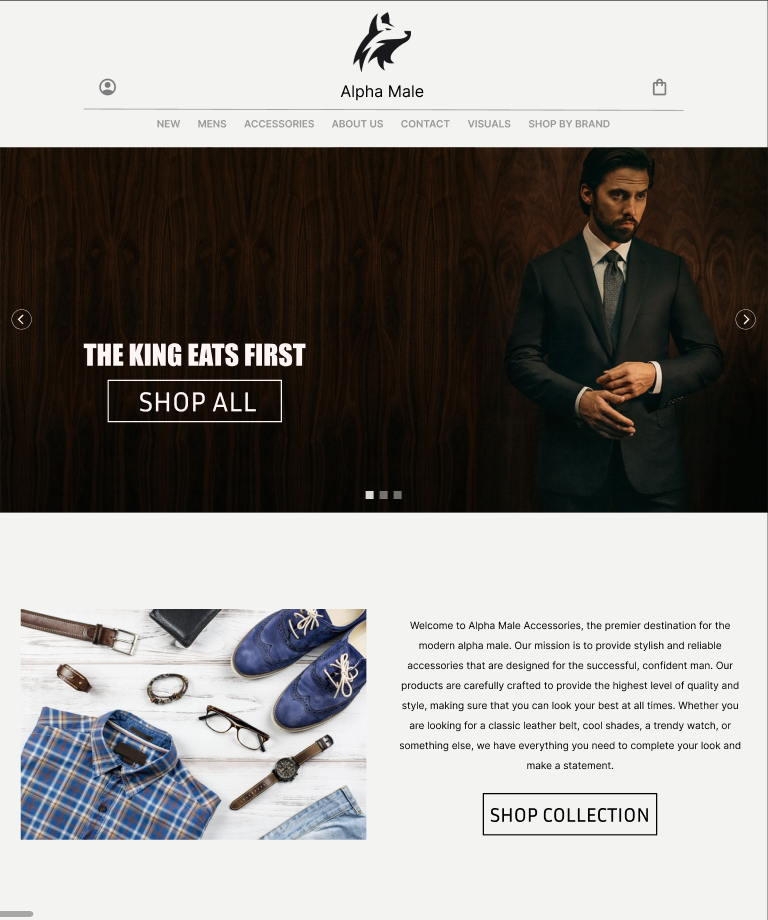 Alpha Male
NEW MENS ACCESSORIES ABOUT US CONTACT VISUALS SHOP BY BRAND
THE KING EATS FIRST
SHOP ALL
Welcome to Alpha Male Accessories, the premier destination for the
modern alpha male. Our mission is to provide stylish and reliable
accessories that are designed for the successful, confident man. Our
products are carefully crafted to provide the highest level of quality and
style, making sure that you can look your best at all times. Whether you
are looking for a classic leather belt, cool shades, a trendy watch, or
something else, we have everything you need to complete your look and
make a statement.
SHOP COLLECTION